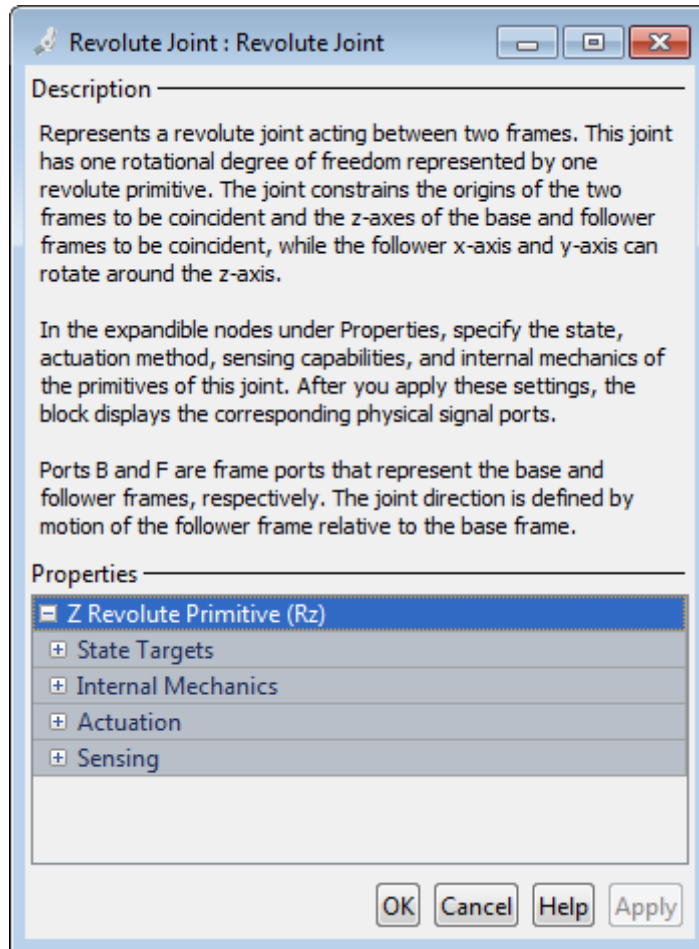 Revolute Joint : Revolute Joint
Description
Represents a revolute joint acting between two frames. This joint
has one rotational degree of freedom represented by one
revolute primitive. The joint constrains the origins of the two
frames to be coincident and the z-axes of the base and follower
frames to be coincident, while the follower x-axis and y-axis can
rotate around the z-axis.
In the expandible nodes under Properties, specify the state,
actuation method, sensing capabilities, and internal mechanics of
the primitives of this joint. After you apply these settings, the
block displays the corresponding physical signal ports.
Ports B and F are frame ports that represent the base and
follower frames, respectively. The joint direction is defined by
motion of the follower frame relative to the base frame.
Properties
Z Revolute Primitive (Rz)
State Targets
Internal Mechanics
Actuation
Sensing
OK Cancel Help Apply